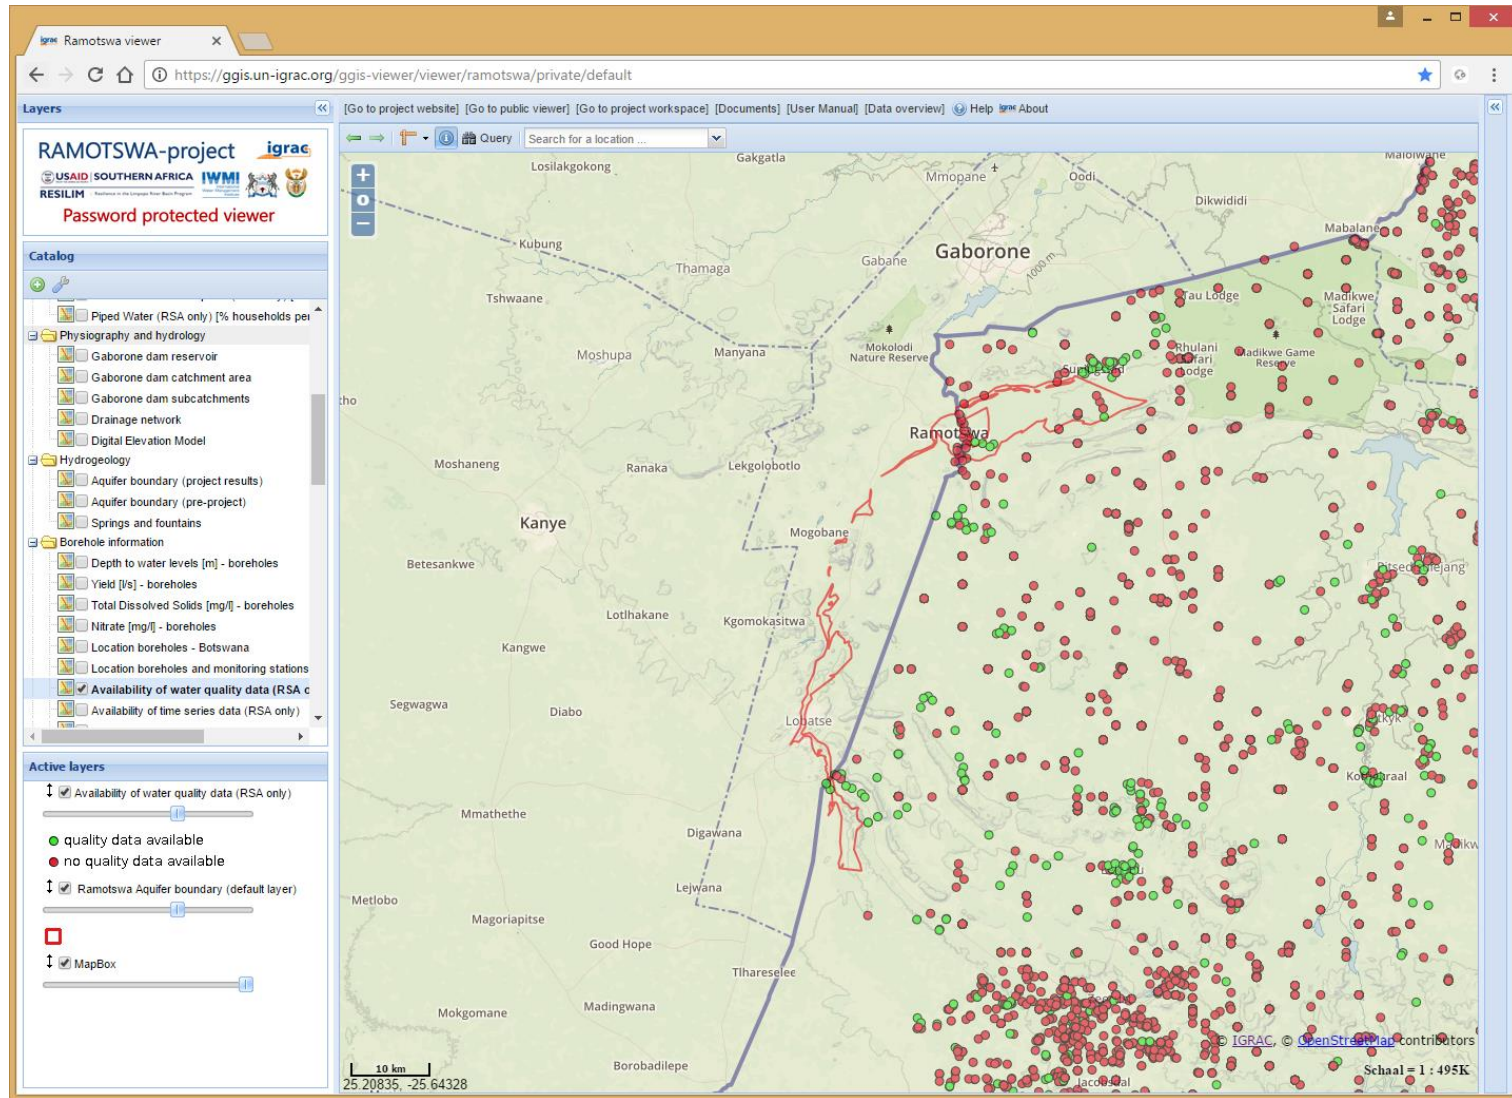 igrac Ramotswa viewer
https://ggis.un-igrac.org/ggis-viewer/viewer/ramotswa/private/default
Layers
[Go to project website] [Go to public viewer] [Go to project workspace] [Documents] [User Manual] [Data overview] Help igrac About
Query Search for a location ...
RAMOTSWA-project igrac
USAID SOUTHERN AFRICA IWMI
RESILIM
Password protected viewer
Catalog
Piped Water (RSA only) [% households per
Physiography and hydrology
Gaborone dam reservoir
Gaborone dam catchment area
Gaborone dam subcatchments
Drainage network
Digital Elevation Model
Hydrogeology
Aquifer boundary (project results)
Aquifer boundary (pre-project)
Springs and fountains
Borehole information
Depth to water levels [m] - boreholes
Yield [l/s] - boreholes
Total Dissolved Solids [mg/l] - boreholes
Nitrate [mg/l] - boreholes
Location boreholes - Botswana
Location boreholes and monitoring stations
Availability of water quality data (RSA o
Availability of time series data (RSA only)
Active layers
Availability of water quality data (RSA only)
quality data available
no quality data available
Ramotswa Aquifer boundary (default layer)
MapBox
Losilakgokong
Gakgatla
Mmopane
Oodi
Dikwididi
Mabalane
Kubung
Gaborone
Gabane
Thamaga
1000 m
Tshwaane
Tau Lodge
Madikwe
Safari
Lodge
Moshupa
Manyana
Mokolodi
Nature Reserve
Madikwe Game
Reserve
Ramotswa
Moshaneng
Ranaka
Lekgolobotlo
Kanye
Mogobane
Betesankwe
Lotlhakane
Kgomokasitwa
Kangwe
Segwagwa
Diabo
Lobatse
Mmathethe
Digawana
Metlobo
Lejwana
Magoriapitse
Good Hope
Tlhareselee
Mokgomane
Madingwana
Borobadilepe
© IGRAC, © OpenStreetMap contributors
10 km
25.20835, -25.64328
Schaal = 1 : 495K